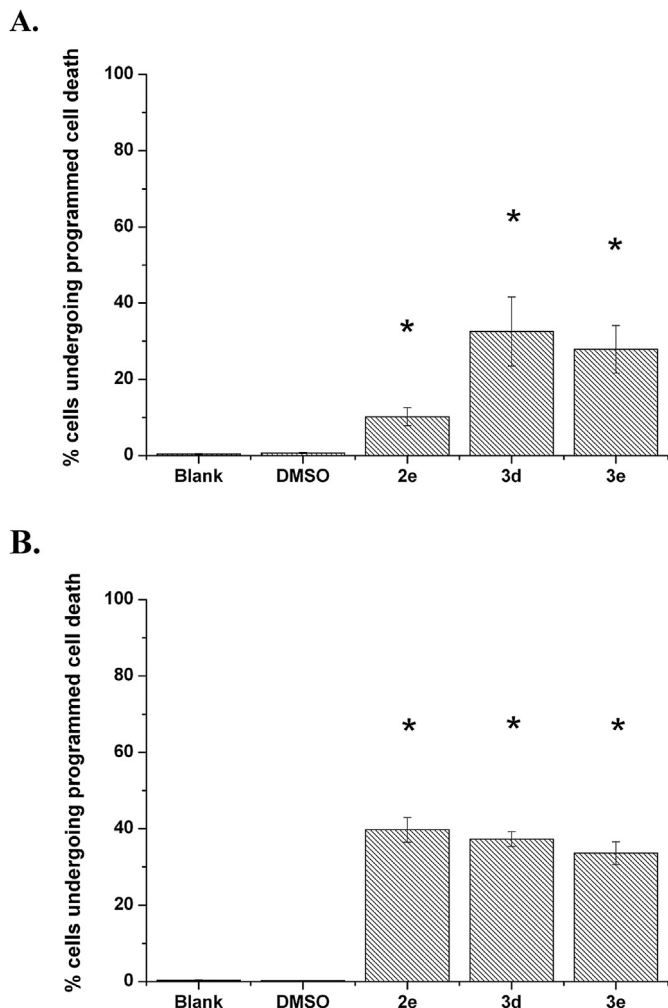 A.
% cells undergoing programmed cell death
100
80
60
40
20
0
* * *
Blank DMSO 2e 3d 3e
B.
% cells undergoing programmed cell death
100
80
60
40
20
0
* * *
Blank DMSO 2e 3d 3e